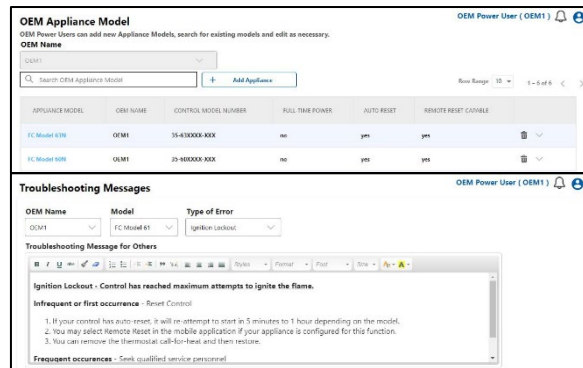 OEM Appliance Model
OEM Power User ( OEM1 )
OEM Power Users can add new Appliance Models, search for existing models and edit as necessary.
OEM Name
OEM1
Search OEM Appliance Model
+ Add Appliance
Row Range 10
1 – 6 of 6
APPLIANCE MODEL OEM NAME CONTROL MODEL NUMBER FULL TIME POWER AUTO RESET REMOTE RESET CAPABLE
FC Model 63N OEM1 35-63XXXX-XXX no yes yes
FC Model 60N OEM1 35-60XXXX-XXX no yes yes
Troubleshooting Messages
OEM Power User ( OEM1 )
OEM Name Model Type of Error
OEM1 FC Model 61 Ignition Lockout
Troubleshooting Message for Others
B I U Styles Format Font Size A A
Ignition Lockout - Control has reached maximum attempts to ignite the flame.
Infrequent or first occurrence - Reset Control
1. If your control has auto-reset, it will re-attempt to start in 5 minutes to 1 hour depending on the model.
2. You may select Remote Reset in the mobile application if your appliance is configured for this function.
3. You can remove the thermostat call-for-heat and then restore.
Frequent occurences - Seek qualified service personnel